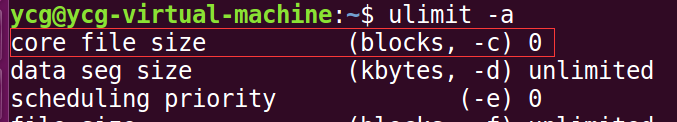 ycg@ycg-virtual-machine:~$ ulimit -a
core file size (blocks, -c) 0
data seg size (kbytes, -d) unlimited
scheduling priority (-e) 0
file size (blocks, -f) unlimited